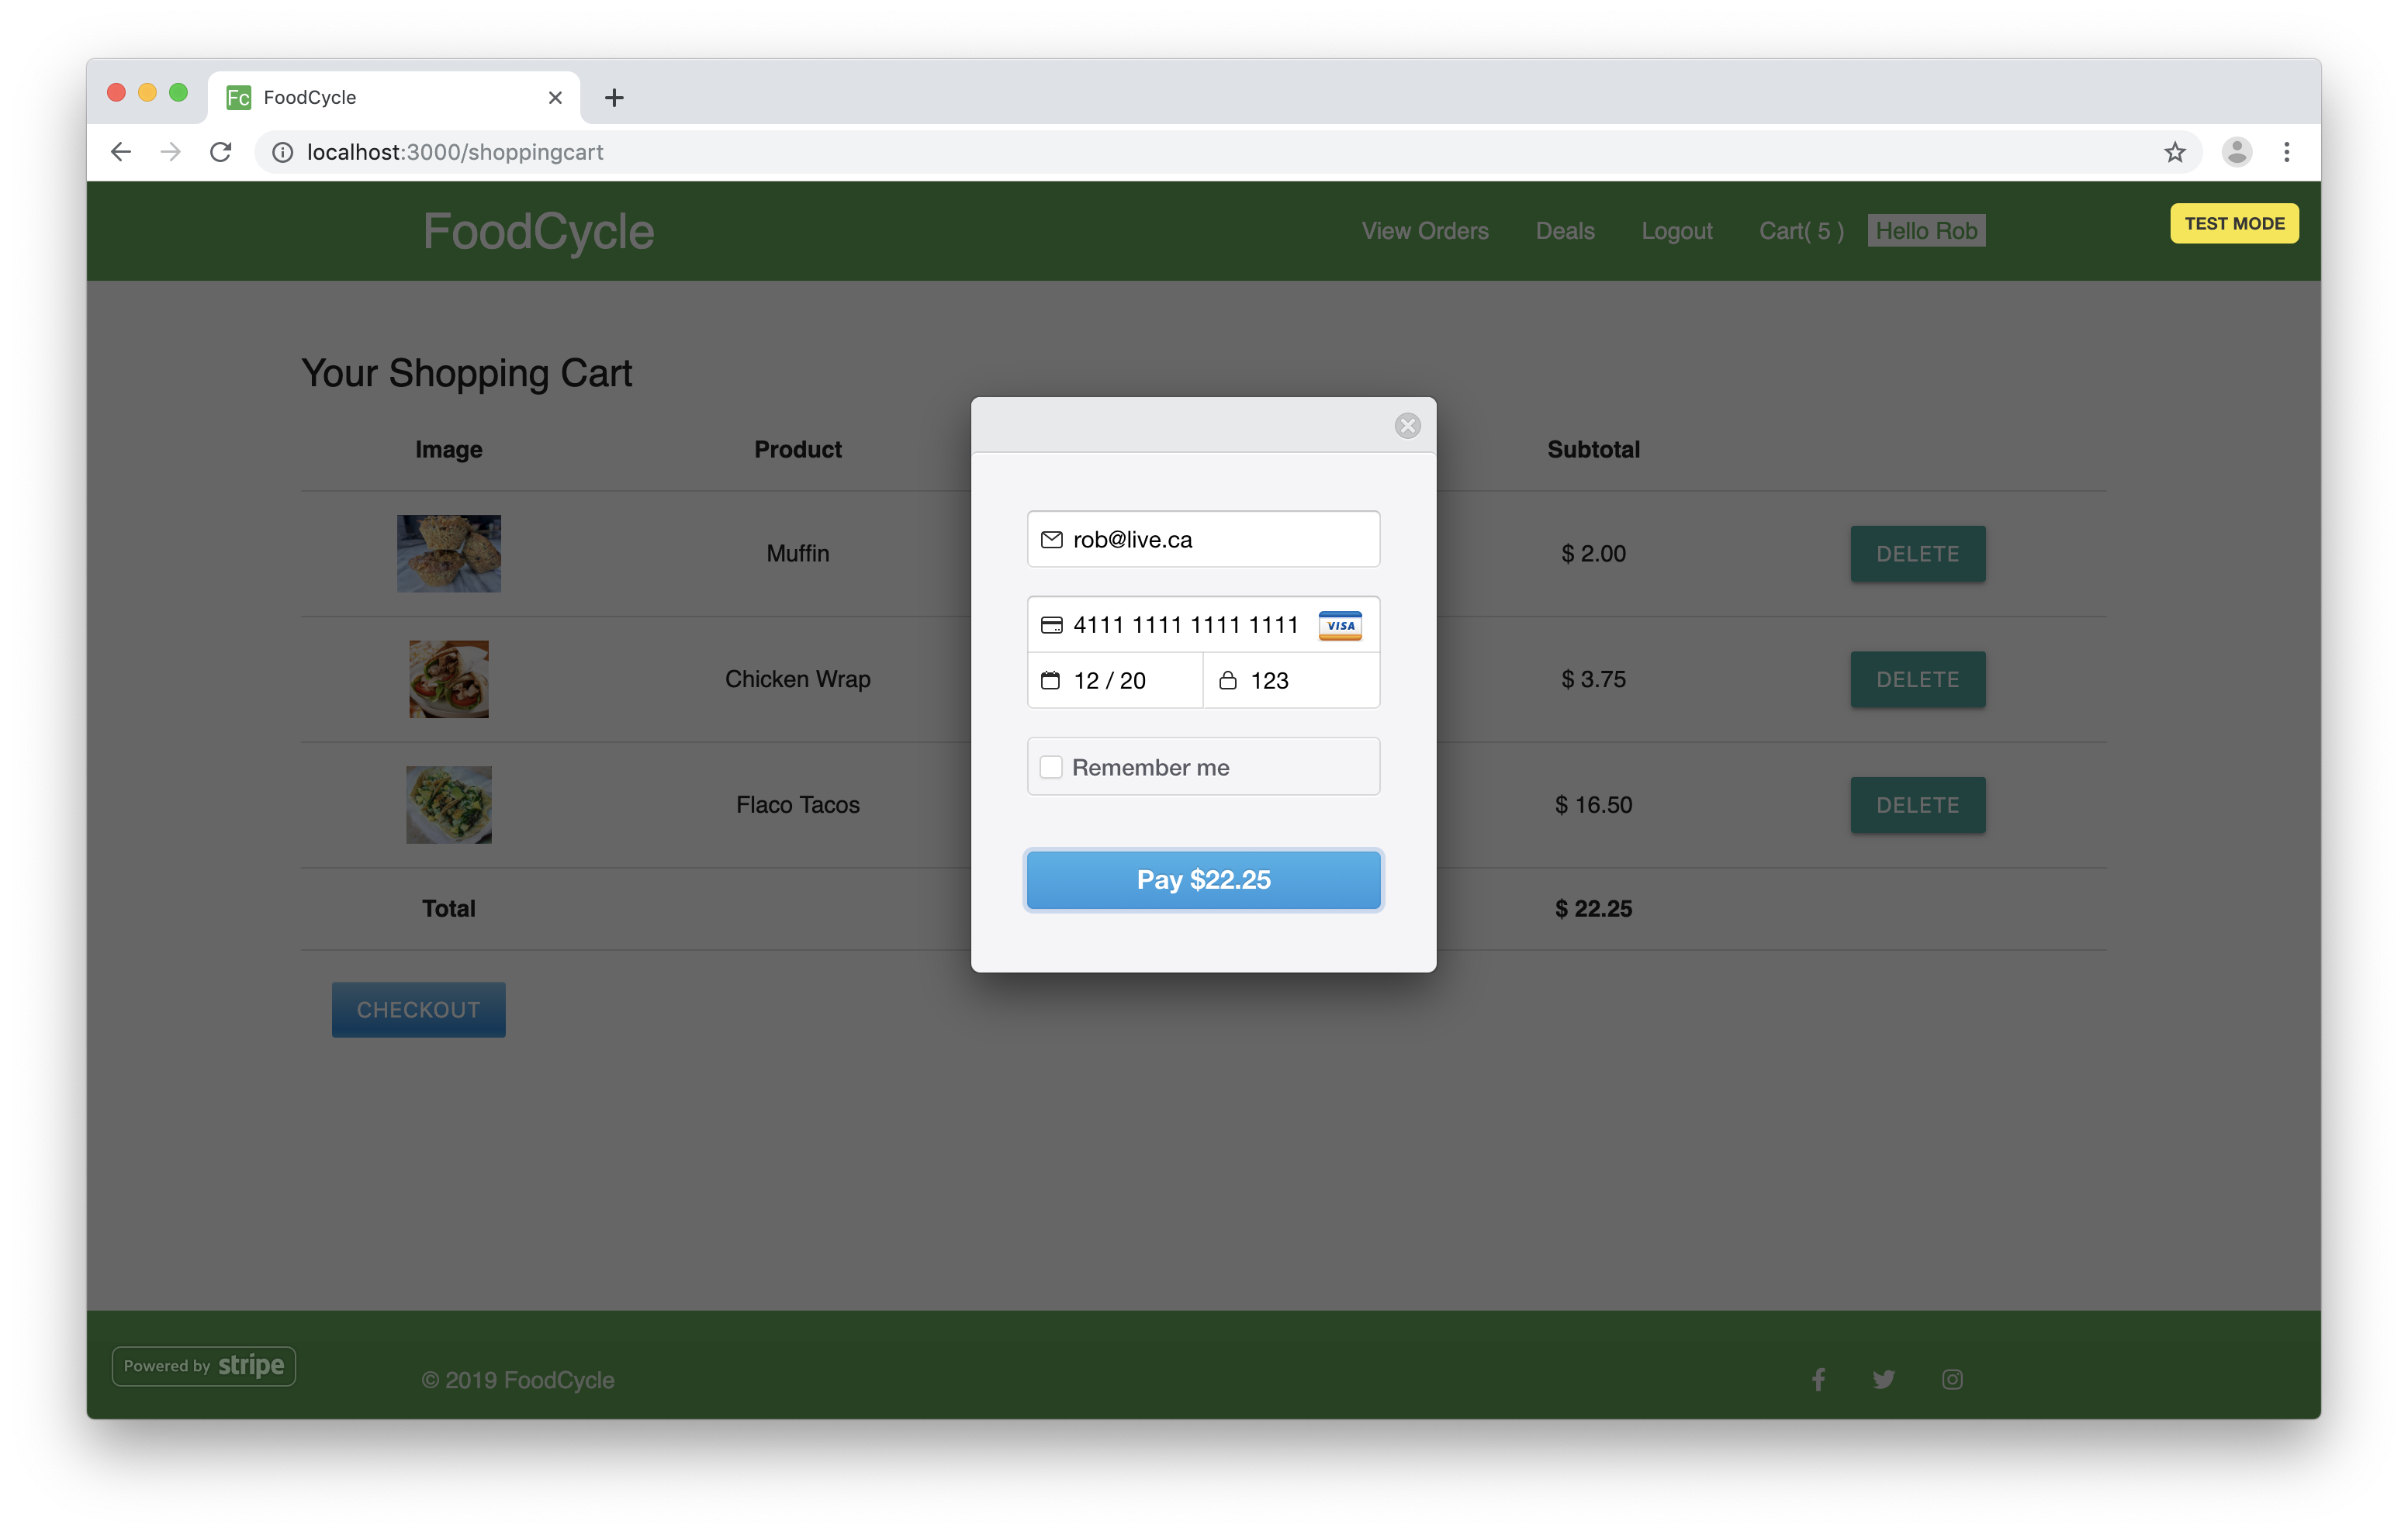 Fc FoodCycle
localhost:3000/shoppingcart
FoodCycle View Orders Deals Logout Cart( 5 ) Hello Rob TEST MODE
Your Shopping Cart
Image Product Subtotal
rob@live.ca
Muffin $ 2.00 DELETE
4111 1111 1111 1111 VISA
Chicken Wrap 12 / 20 123 $ 3.75 DELETE
Remember me
Flaco Tacos $ 16.50 DELETE
Pay $22.25
Total $ 22.25
CHECKOUT
Powered by stripe © 2019 FoodCycle